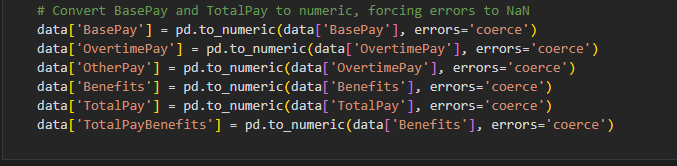 # Convert BasePay and TotalPay to numeric, forcing errors to NaN
data['BasePay'] = pd.to_numeric(data['BasePay'], errors='coerce')
data['OvertimePay'] = pd.to_numeric(data['OvertimePay'], errors='coerce')
data['OtherPay'] = pd.to_numeric(data['OvertimePay'], errors='coerce')
data['Benefits'] = pd.to_numeric(data['Benefits'], errors='coerce')
data['TotalPay'] = pd.to_numeric(data['TotalPay'], errors='coerce')
data['TotalPayBenefits'] = pd.to_numeric(data['Benefits'], errors='coerce')